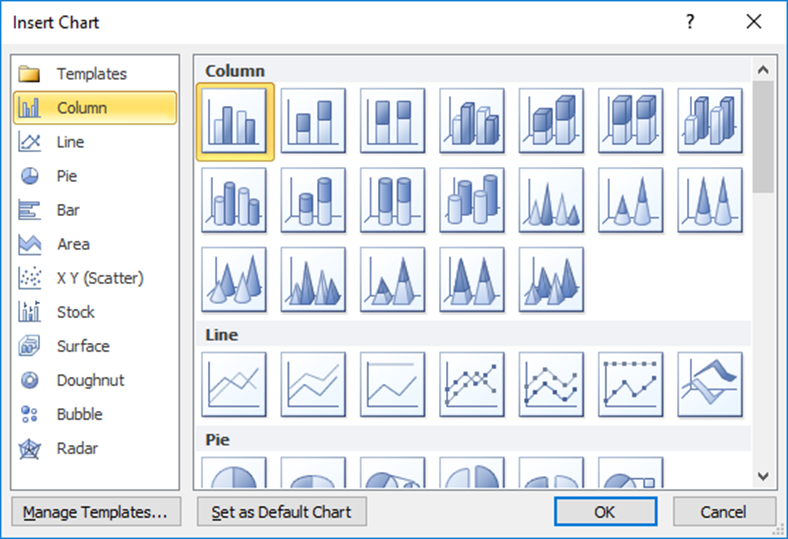 Insert Chart
?
Templates
Column
Line
Pie
Bar
Area
X Y (Scatter)
Stock
Surface
Doughnut
Bubble
Radar
Column
Line
Pie
Manage Templates...
Set as Default Chart
OK
Cancel